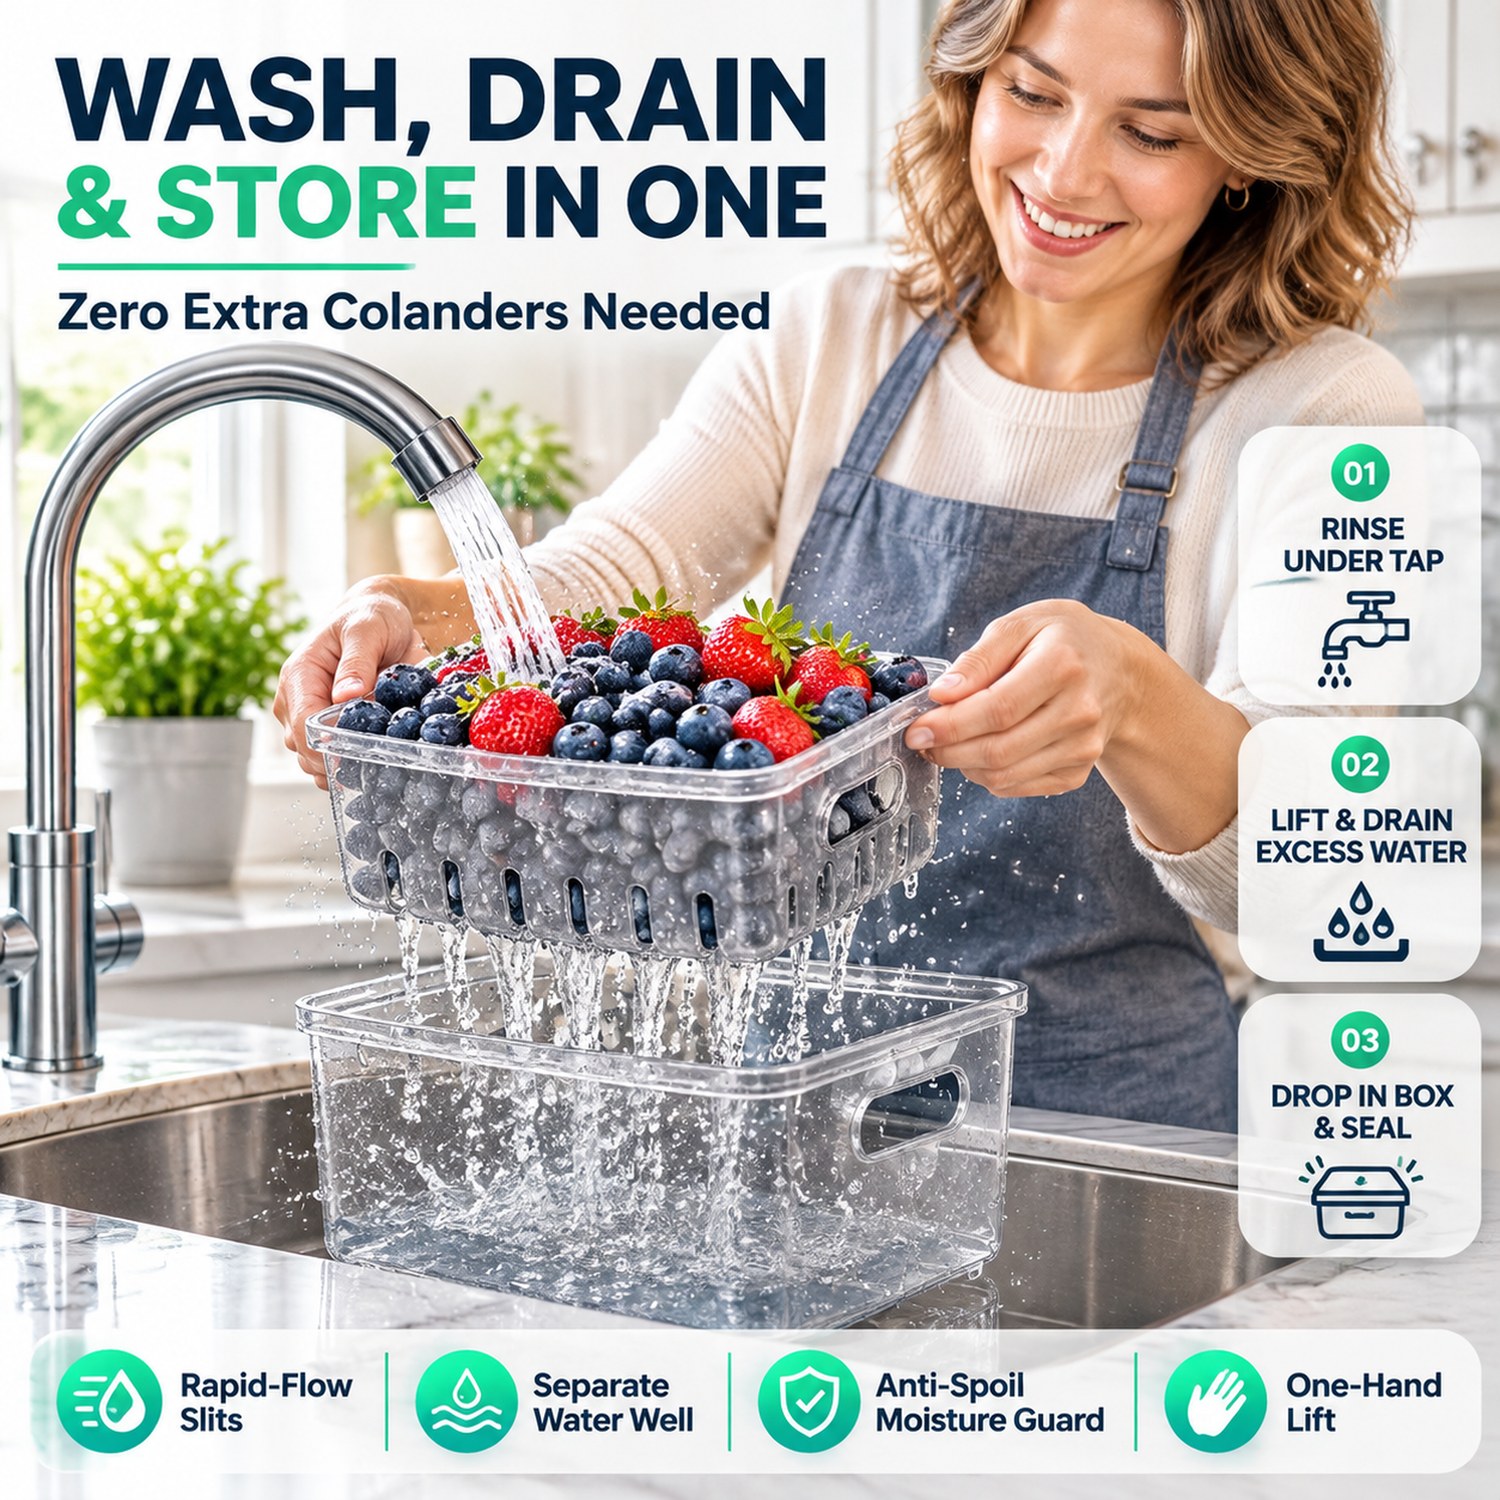 WASH, DRAIN
& STORE IN ONE
Zero Extra Colanders Needed
01
RINSE
UNDER TAP
02
LIFT & DRAIN
EXCESS WATER
03
DROP IN BOX
& SEAL
Rapid-Flow
Slits
Separate
Water Well
Anti-Spoil
Moisture Guard
One-Hand
Lift